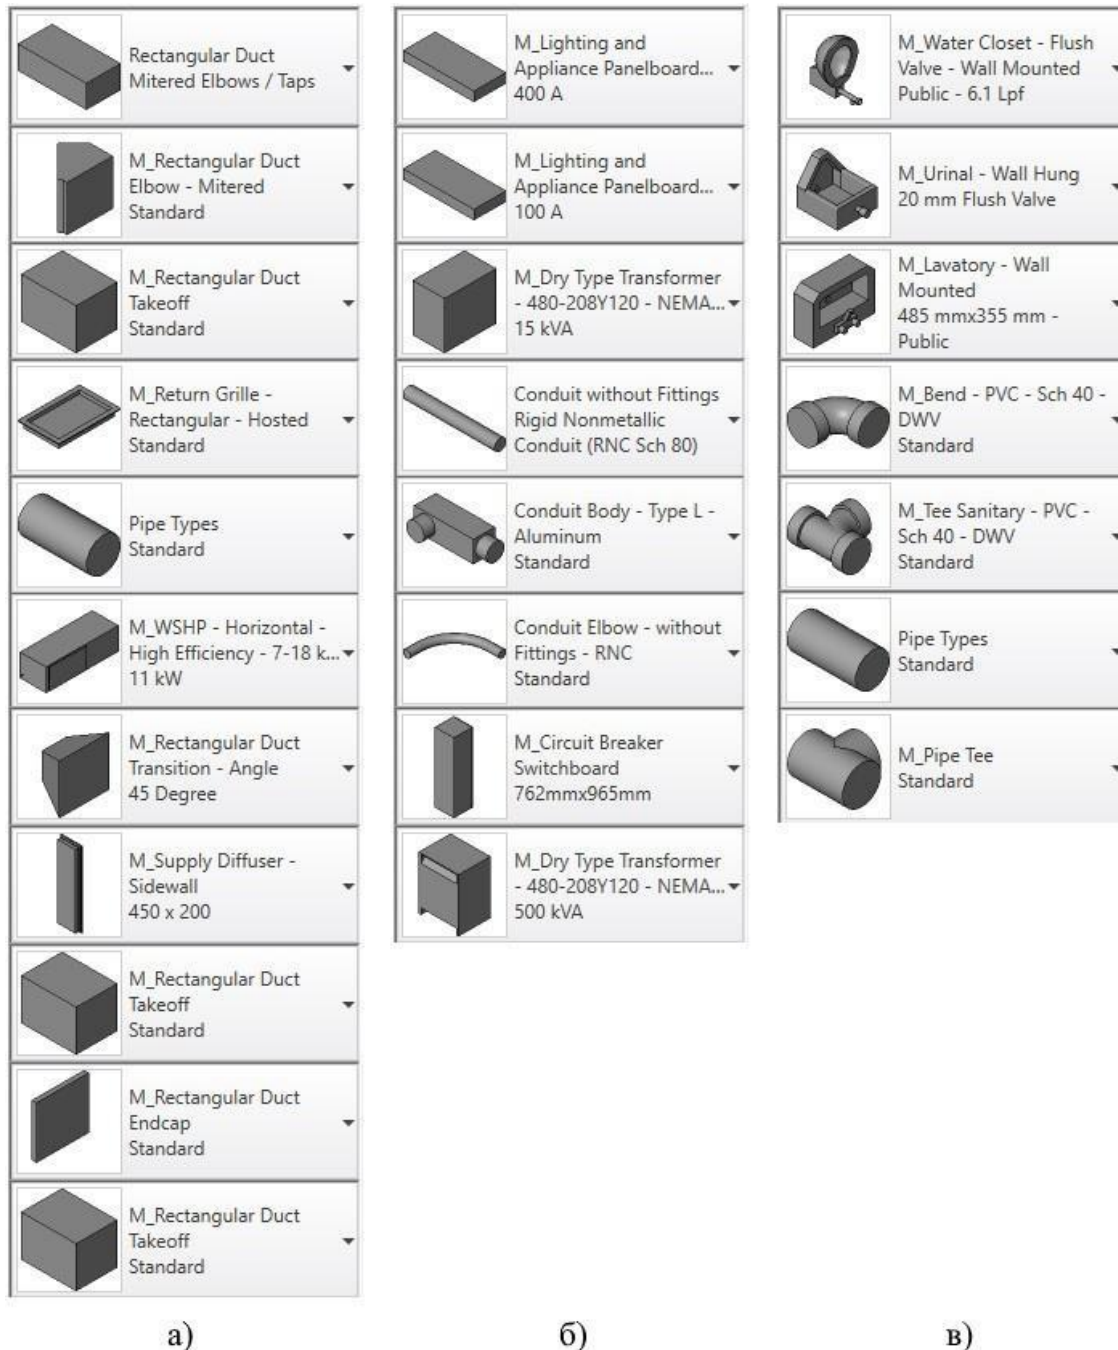 Rectangular Duct
Mitered Elbows / Taps
M_Rectangular Duct
Elbow - Mitered
Standard
M_Rectangular Duct
Takeoff
Standard
M_Return Grille -
Rectangular - Hosted
Standard
Pipe Types
Standard
M_WSHP - Horizontal -
High Efficiency - 7-18 k...
11 kW
M_Rectangular Duct
Transition - Angle
45 Degree
M_Supply Diffuser -
Sidewall
450 x 200
M_Rectangular Duct
Takeoff
Standard
M_Rectangular Duct
Endcap
Standard
M_Rectangular Duct
Takeoff
Standard
а)
M_Lighting and
Appliance Panelboard...
400 A
M_Lighting and
Appliance Panelboard...
100 A
M_Dry Type Transformer
- 480-208Y120 - NEMA...
15 kVA
Conduit without Fittings
Rigid Nonmetallic
Conduit (RNC Sch 80)
Conduit Body - Type L -
Aluminum
Standard
Conduit Elbow - without
Fittings - RNC
Standard
M_Circuit Breaker
Switchboard
762mmx965mm
M_Dry Type Transformer
- 480-208Y120 - NEMA...
500 kVA
б)
M_Water Closet - Flush
Valve - Wall Mounted
Public - 6.1 Lpf
M_Urinal - Wall Hung
20 mm Flush Valve
M_Lavatory - Wall
Mounted
485 mmx355 mm -
Public
M_Bend - PVC - Sch 40 -
DWV
Standard
M_Tee Sanitary - PVC -
Sch 40 - DWV
Standard
Pipe Types
Standard
M_Pipe Tee
Standard
в)